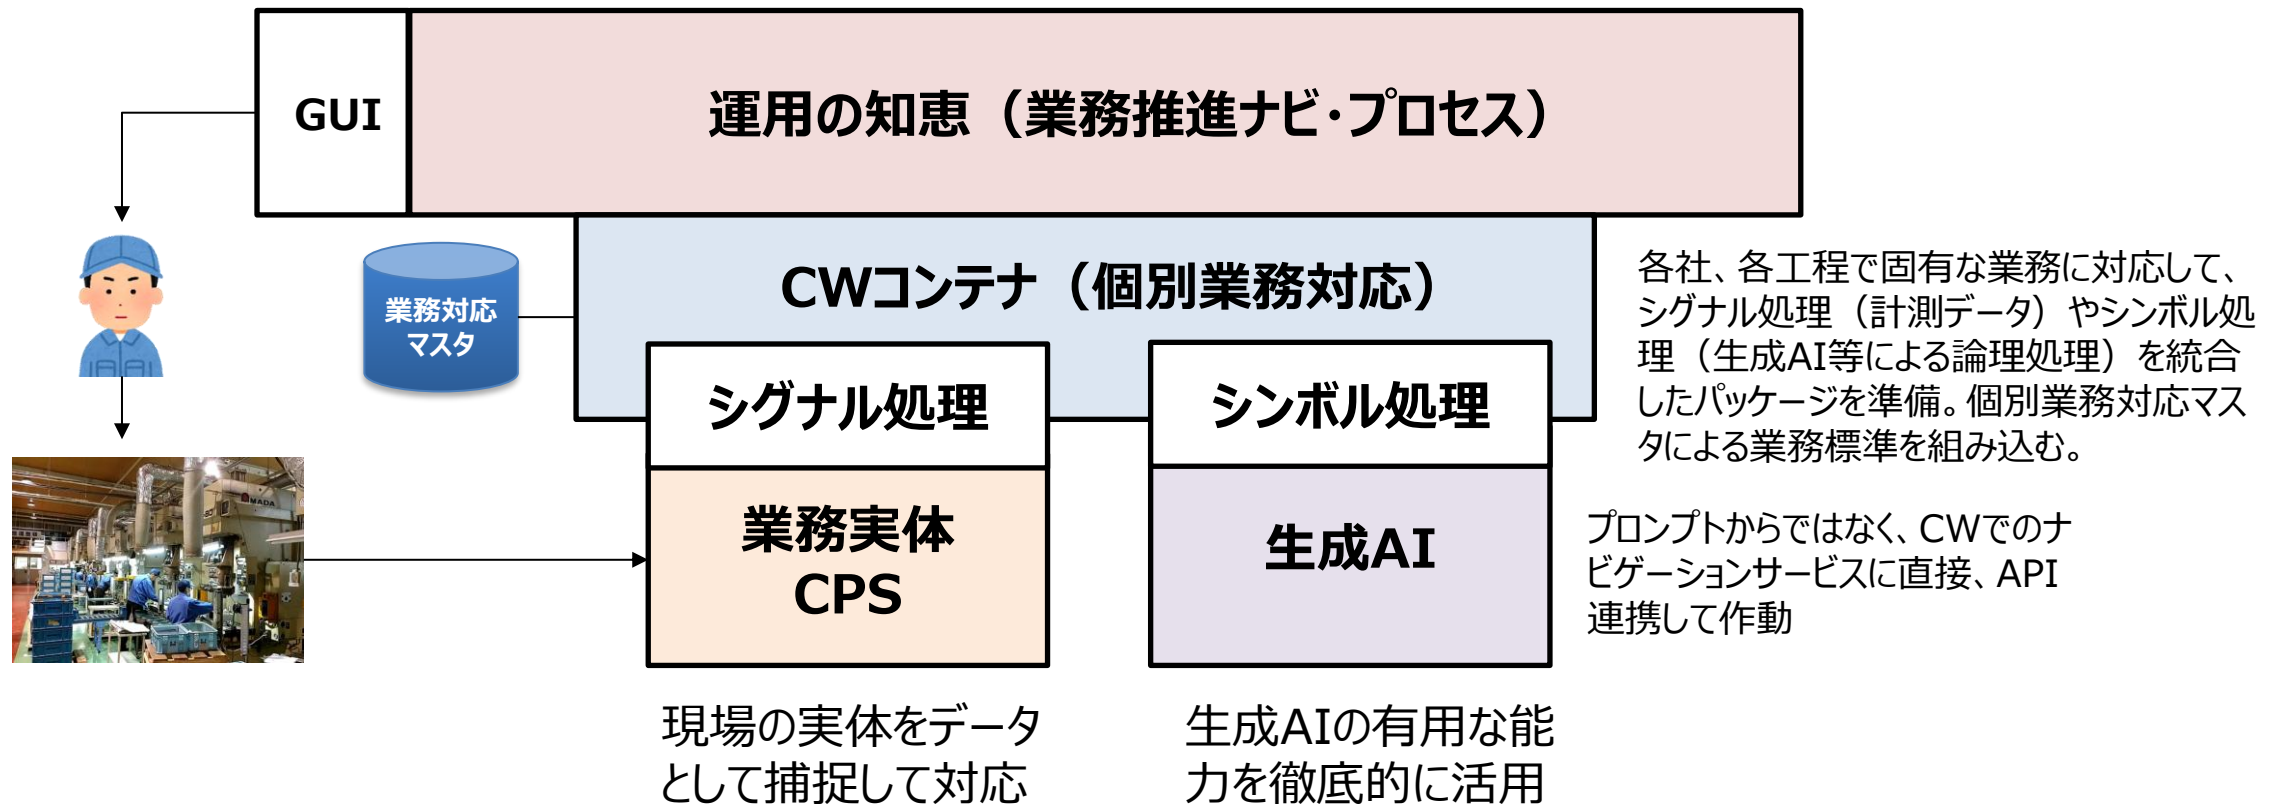 GUI
運用の知恵（業務推進ナビ・プロセス）
業務対応
マスタ
CWコンテナ（個別業務対応）
シグナル処理
シンボル処理
業務実体
CPS
生成AI
各社、各工程で固有な業務に対応して、
シグナル処理（計測データ）やシンボル処
理（生成AI等による論理処理）を統合
したパッケージを準備。個別業務対応マス
タによる業務標準を組み込む。
プロンプトからではなく、CWでのナ
ビゲーションサービスに直接、API
連携して作動
MADA
現場の実体をデータ
として捕捉して対応
生成AIの有用な能
力を徹底的に活用